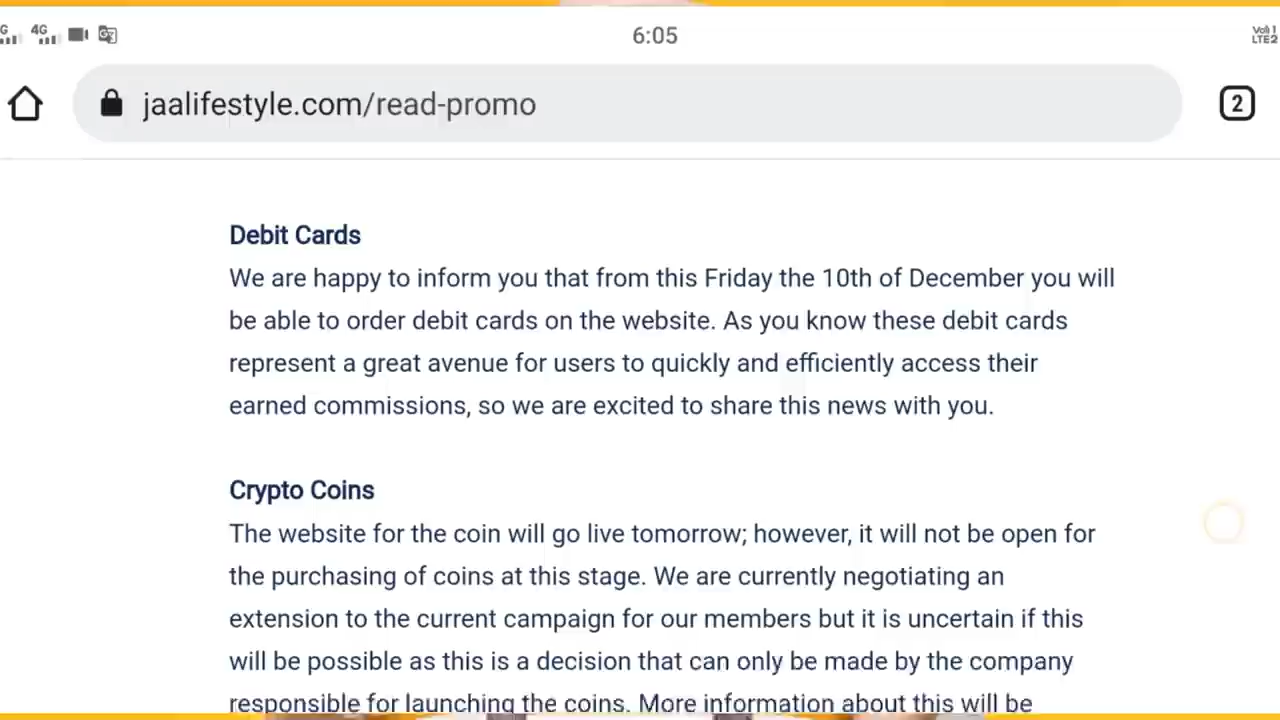 G 4G 6:05 Vo)) 1
LTE2
jaalifestyle.com/read-promo 2
Debit Cards
We are happy to inform you that from this Friday the 10th of December you will
be able to order debit cards on the website. As you know these debit cards
represent a great avenue for users to quickly and efficiently access their
earned commissions, so we are excited to share this news with you.
Crypto Coins
The website for the coin will go live tomorrow; however, it will not be open for
the purchasing of coins at this stage. We are currently negotiating an
extension to the current campaign for our members but it is uncertain if this
will be possible as this is a decision that can only be made by the company
responsible for launching the coins. More information about this will be